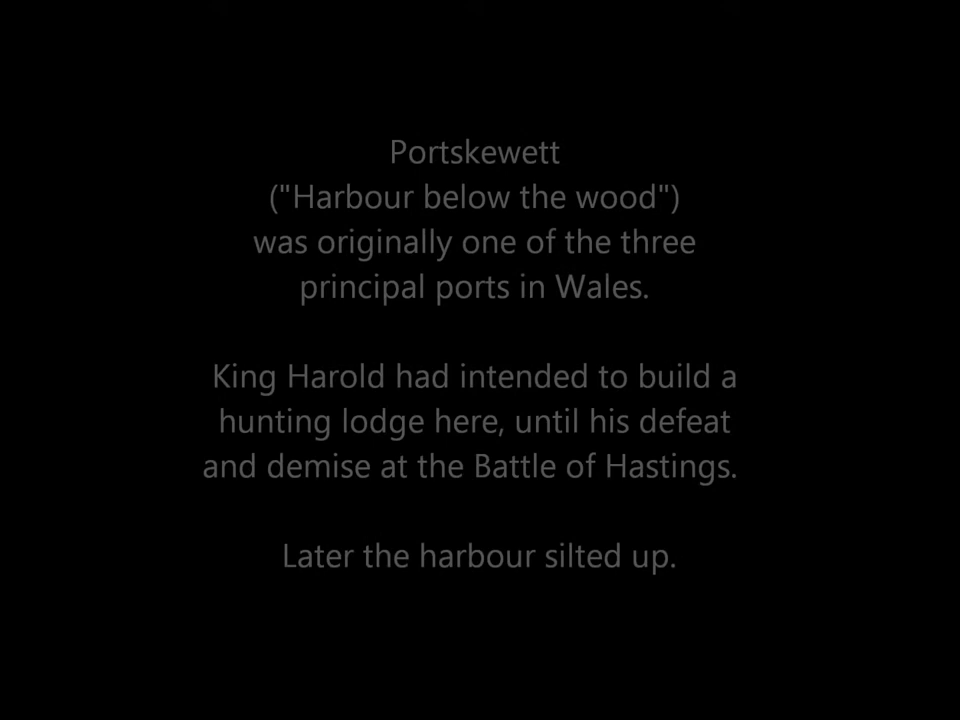 Portskewett
("Harbour below the wood")
was originally one of the three
principal ports in Wales.
King Harold had intended to build a
hunting lodge here, until his defeat
and demise at the Battle of Hastings.
Later the harbour silted up.